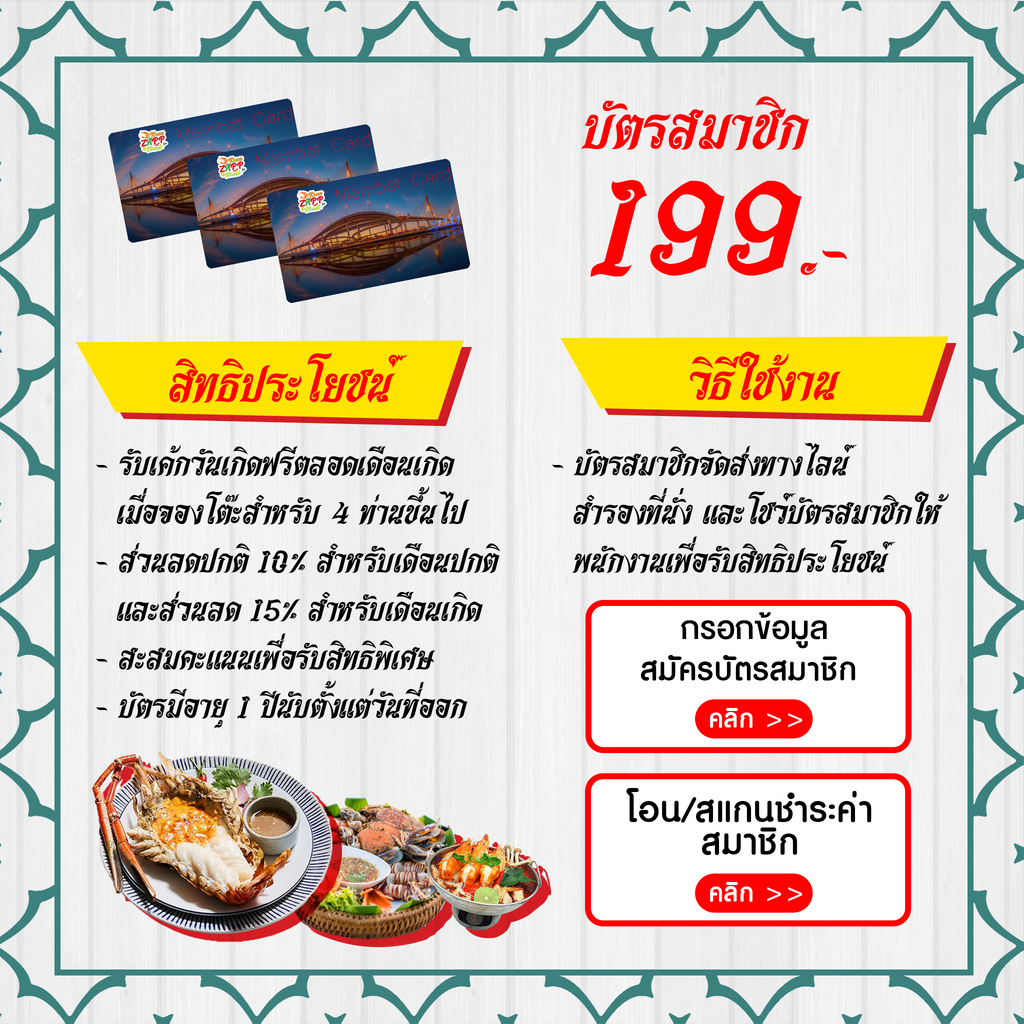 Member Card
Member Card
Member Card
ZAEP
ZAEP
ZAEP
บัตรสมาชิก
199.-
สิทธิประโยชน์
- รับเค้กวันเกิดฟรีตลอดเดือนเกิด
เมื่อจองโต๊ะสำหรับ 4 ท่านขึ้นไป
- ส่วนลดปกติ 10% สำหรับเดือนปกติ
และส่วนลด 15% สำหรับเดือนเกิด
- สะสมคะแนนเพื่อรับสิทธิพิเศษ
- บัตรมีอายุ 1 ปีนับตั้งแต่วันที่ออก
วิธีใช้งาน
- บัตรสมาชิกจัดส่งทางไลน์
สำรองที่นั่ง และโชว์บัตรสมาชิกให้
พนักงานเพื่อรับสิทธิประโยชน์
กรอกข้อมูล
สมัครบัตรสมาชิก
คลิก >>
โอน/สแกนชำระค่า
สมาชิก
คลิก >>